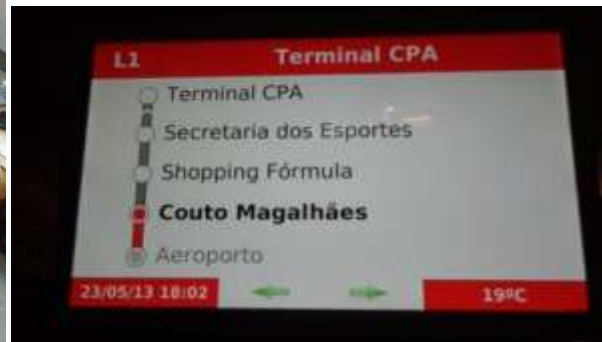 L1 Terminal CPA
Terminal CPA
Secretaria dos Esportes
Shopping Fórmula
Couto Magalhães
Aeroporto
23/05/13 18:02 19ºC